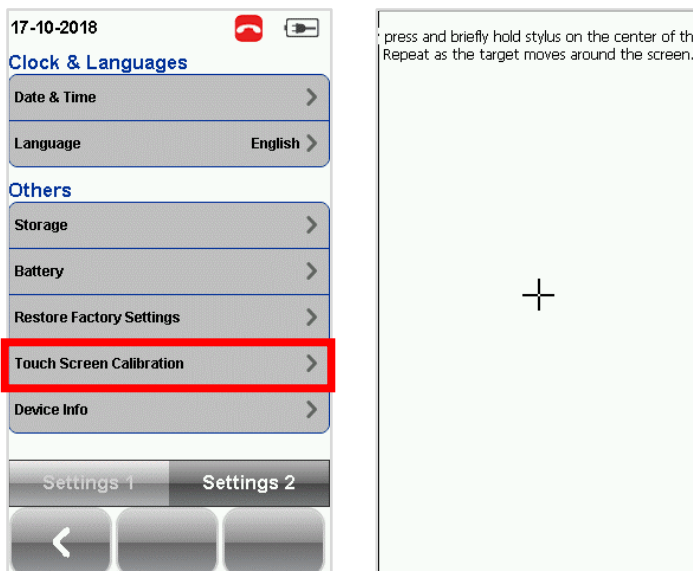 17-10-2018
Clock & Languages
Date & Time
Language English
Others
Storage
Battery
Restore Factory Settings
Touch Screen Calibration
Device Info
Settings 1 Settings 2
press and briefly hold stylus on the center of
Repeat as the target moves around the screen.